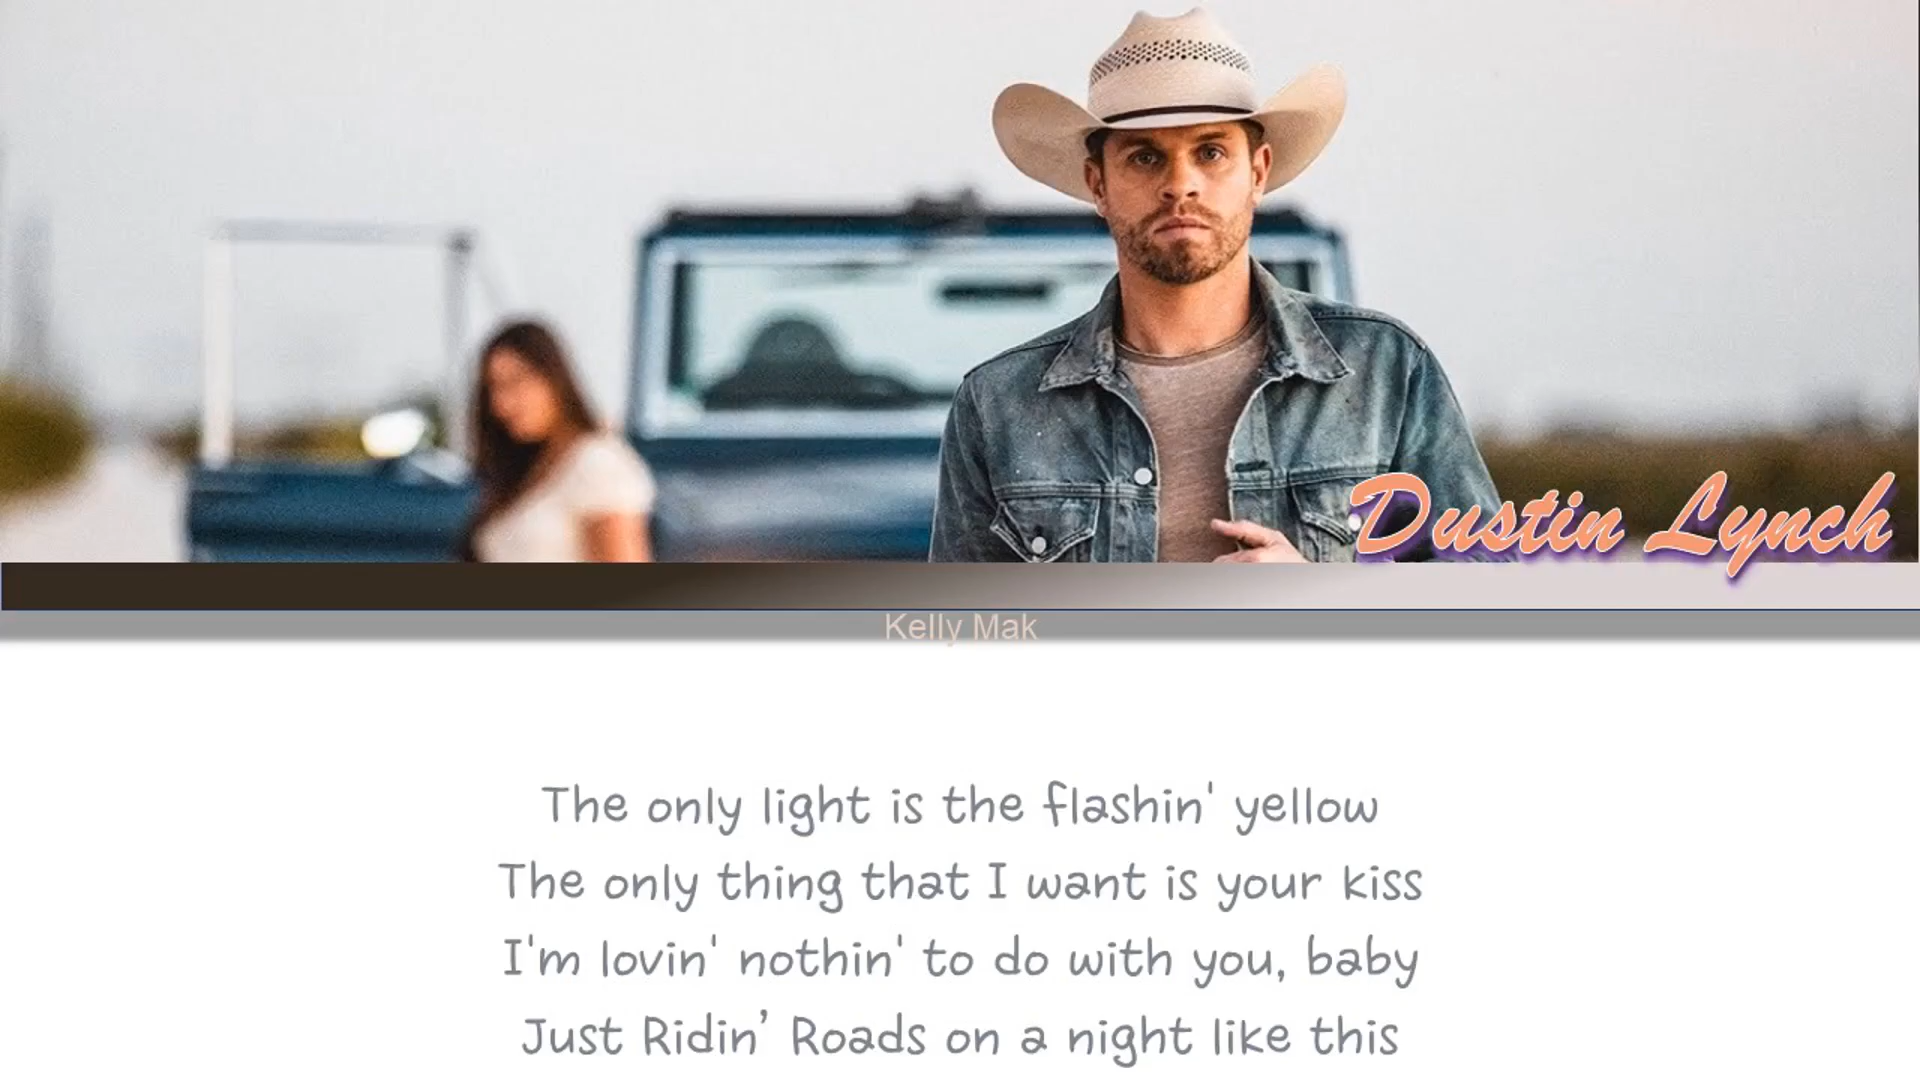 Dustin Lynch
Kelly Mak
The only light is the flashin' yellow
The only thing that I want is your kiss
I'm lovin' nothin' to do with you, baby
Just Ridin’ Roads on a night like this